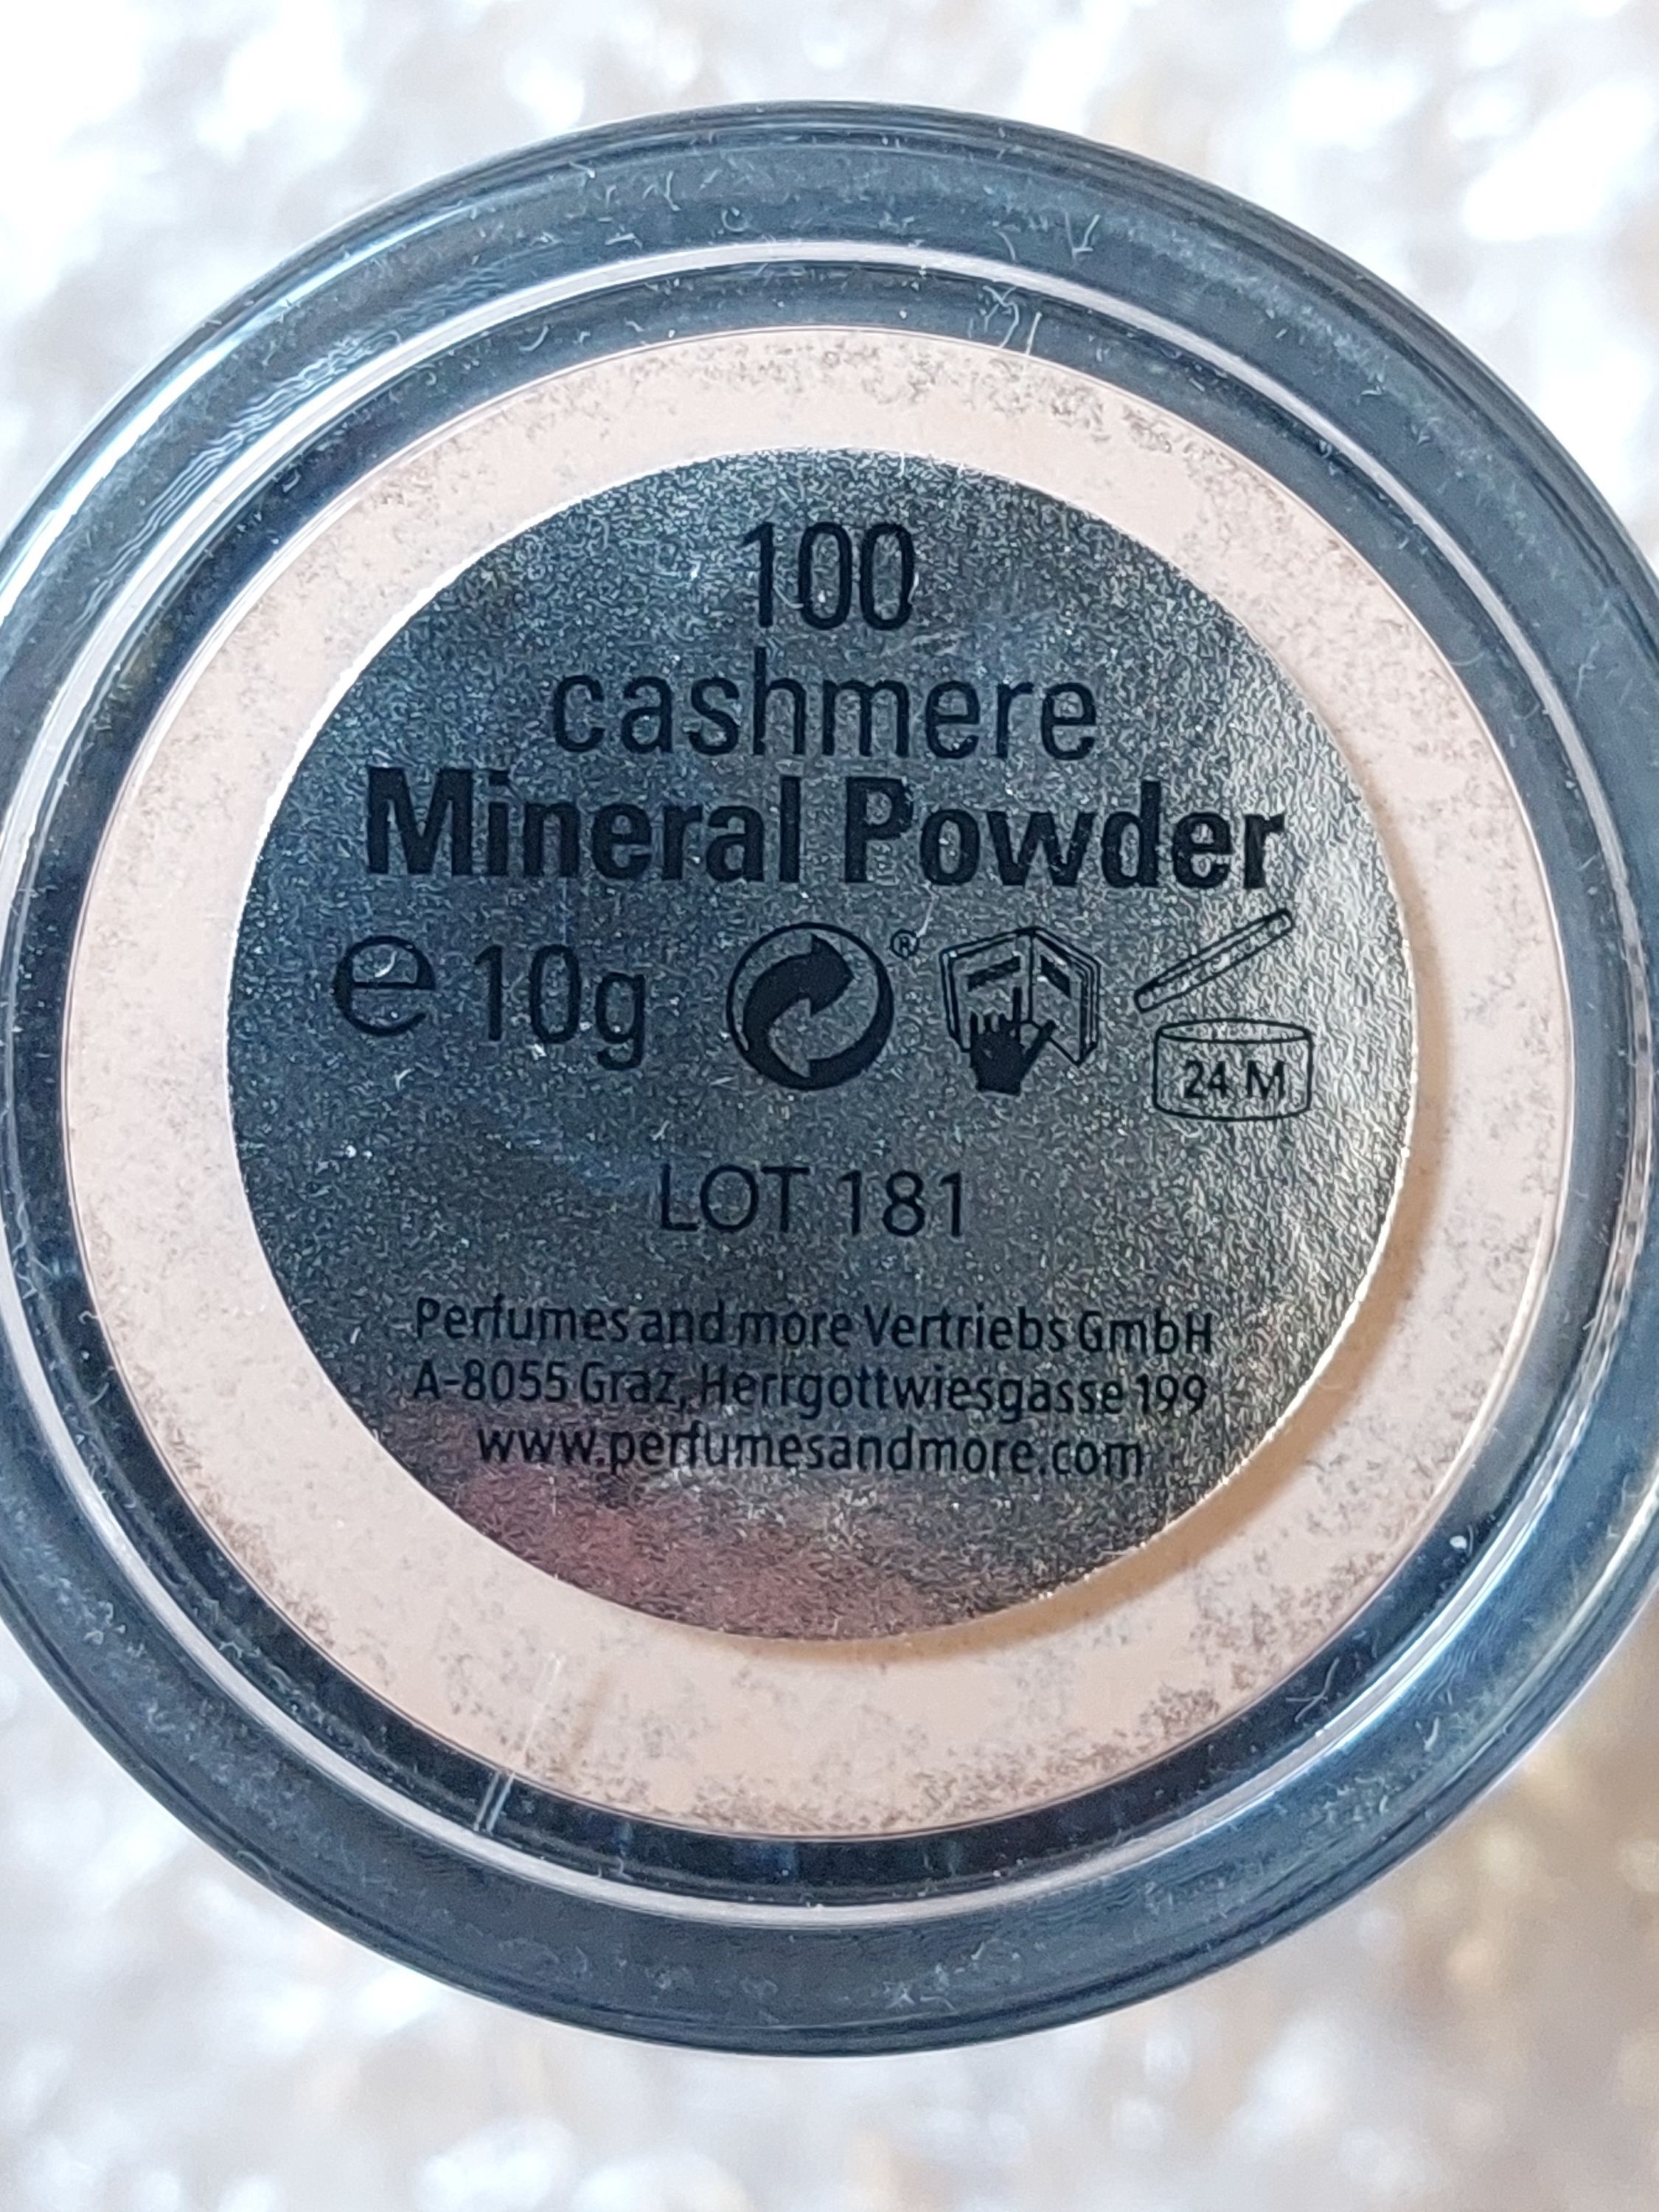 100
cashmere
Mineral Powder
℮ 10g ®
24 M
LOT 181
Perfumes and more Vertriebs GmbH
A-8055 Graz, Herrgottwiesgasse 199
www.perfumesandmore.com